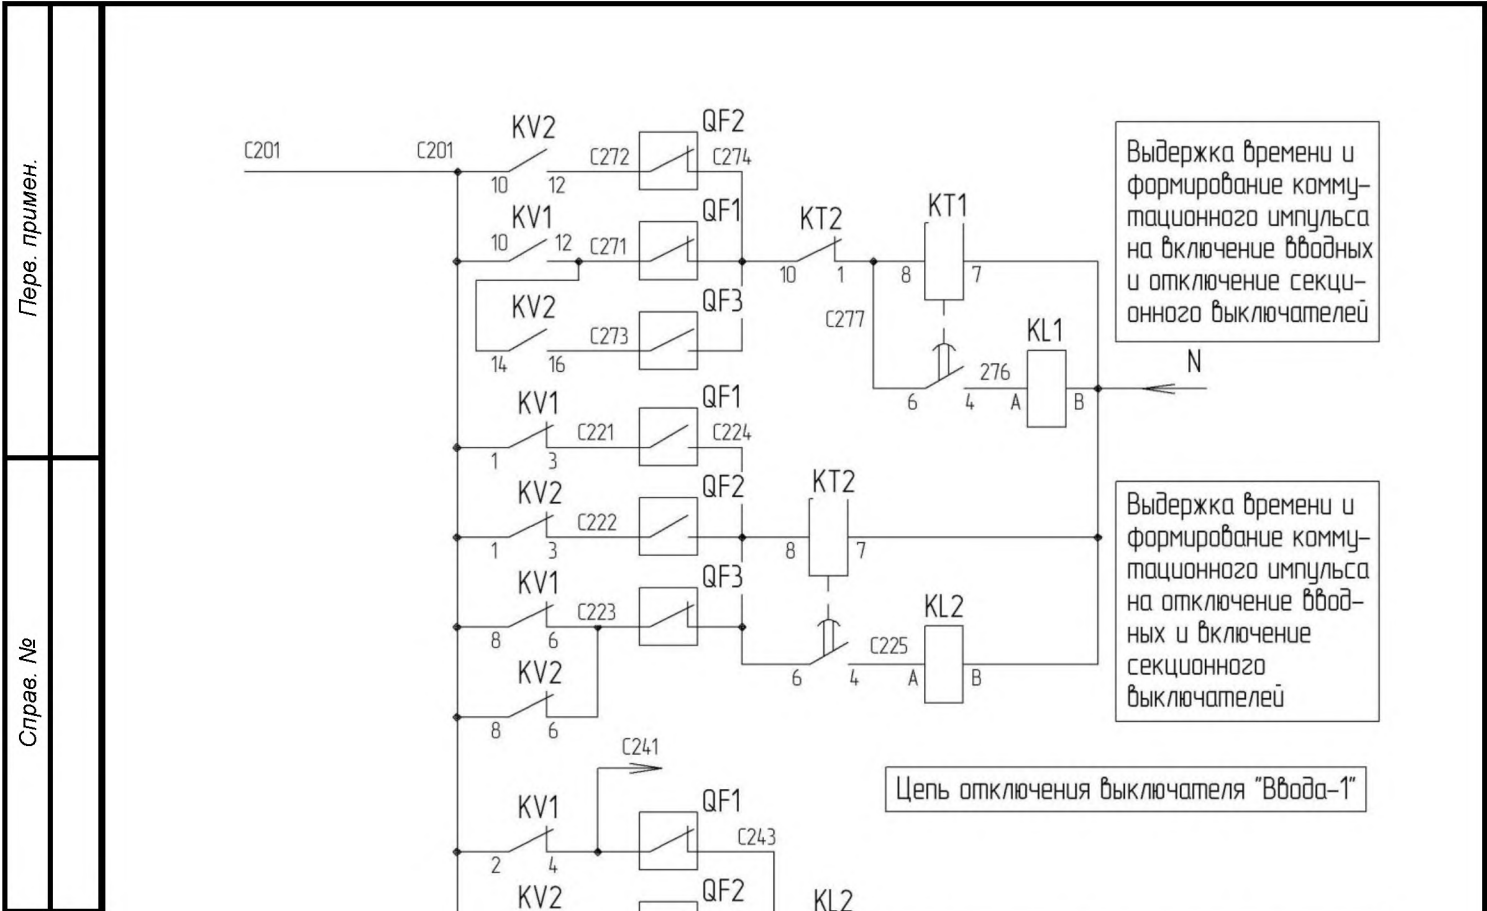 Перв. примен.
Справ. №
C201
C201
KV2
10
12
C272
QF2
C274
KV1
10
12
C271
QF1
KV2
14
16
C273
QF3
KT2
10
1
C277
KT1
8
7
6
4
276
KL1
A
B
N
Выдержка времени и
формирование комму-
тационного импульса
на включение вводных
и отключение секци-
онного выключателей
KV1
1
3
C221
QF1
C224
KV2
1
3
C222
QF2
KT2
8
7
KV1
8
6
C223
QF3
KV2
8
6
6
4
C225
KL2
A
B
Выдержка времени и
формирование комму-
тационного импульса
на отключение ввод-
ных и включение
секционного
выключателей
C241
Цепь отключения выключателя "Ввода-1"
KV1
2
4
QF1
C243
KV2
QF2
KL2